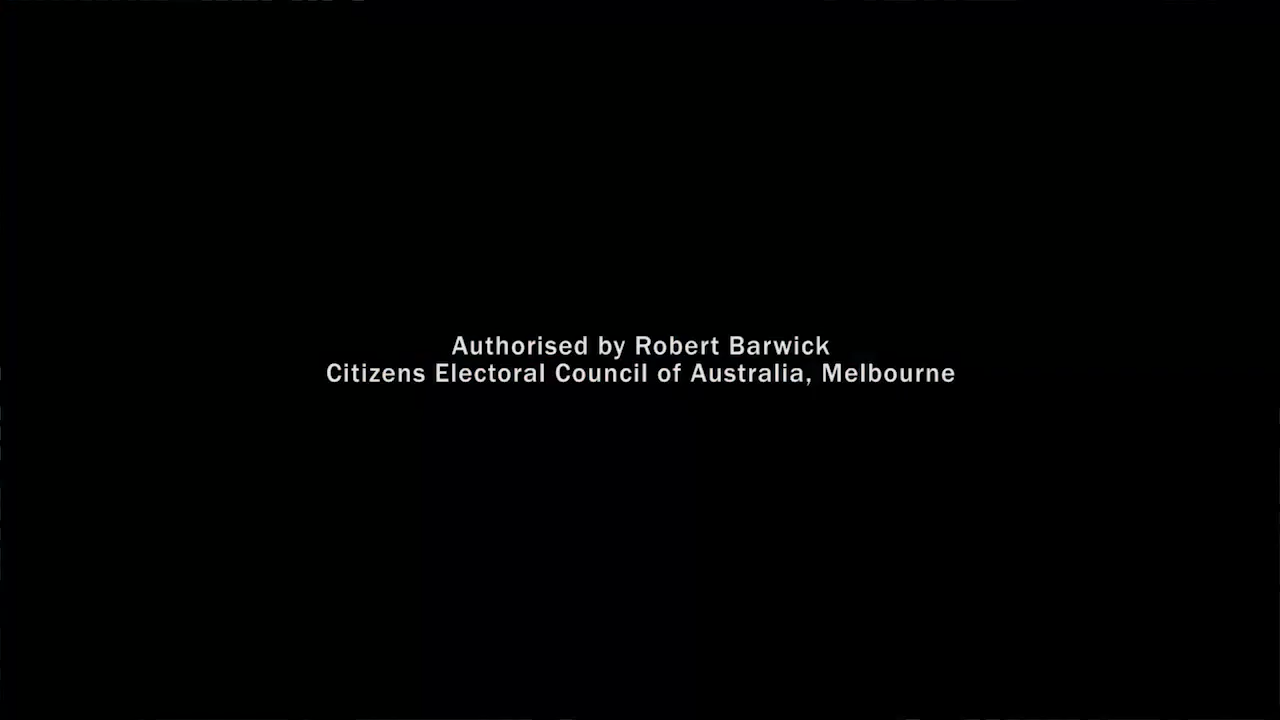 Authorised by Robert Barwick
Citizens Electoral Council of Australia, Melbourne